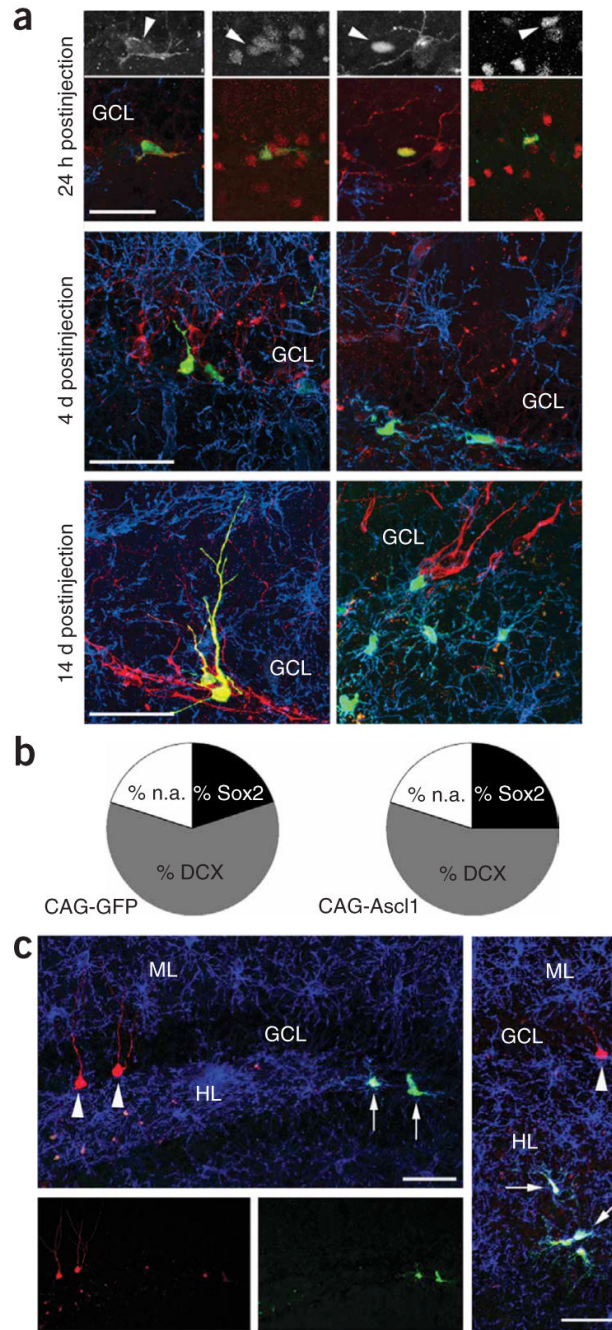 a
24 h postinjection
GCL
4 d postinjection
GCL
GCL
14 d postinjection
GCL
GCL
b
% n.a.
% Sox2
% DCX
CAG-GFP
% n.a.
% Sox2
% DCX
CAG-Ascl1
c
ML
GCL
HL
ML
GCL
HL